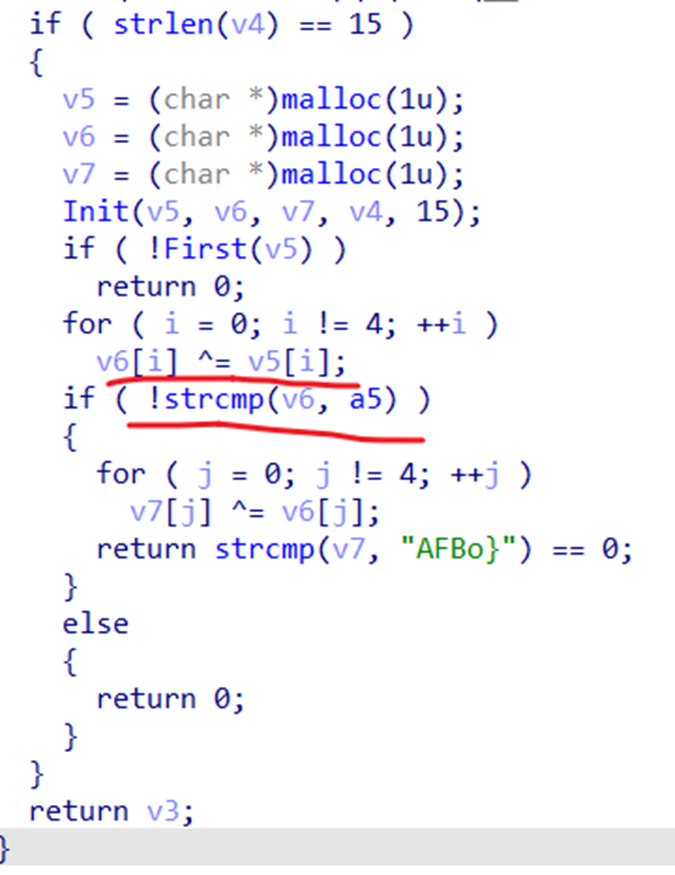 if ( strlen(v4) == 15 )
{
v5 = (char *)malloc(1u);
v6 = (char *)malloc(1u);
v7 = (char *)malloc(1u);
Init(v5, v6, v7, v4, 15);
if ( !First(v5) )
return 0;
for ( i = 0; i != 4; ++i )
v6[i] ^= v5[i];
if ( !strcmp(v6, a5) )
{
for ( j = 0; j != 4; ++j )
v7[j] ^= v6[j];
return strcmp(v7, "AFBo}") == 0;
}
else
{
return 0;
}
}
return v3;
}